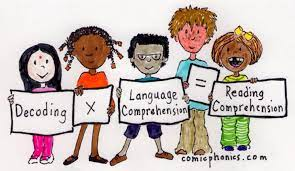 Decoding
X
Language
Comprehension
=
Reading
Comprehension
comicphonics.com